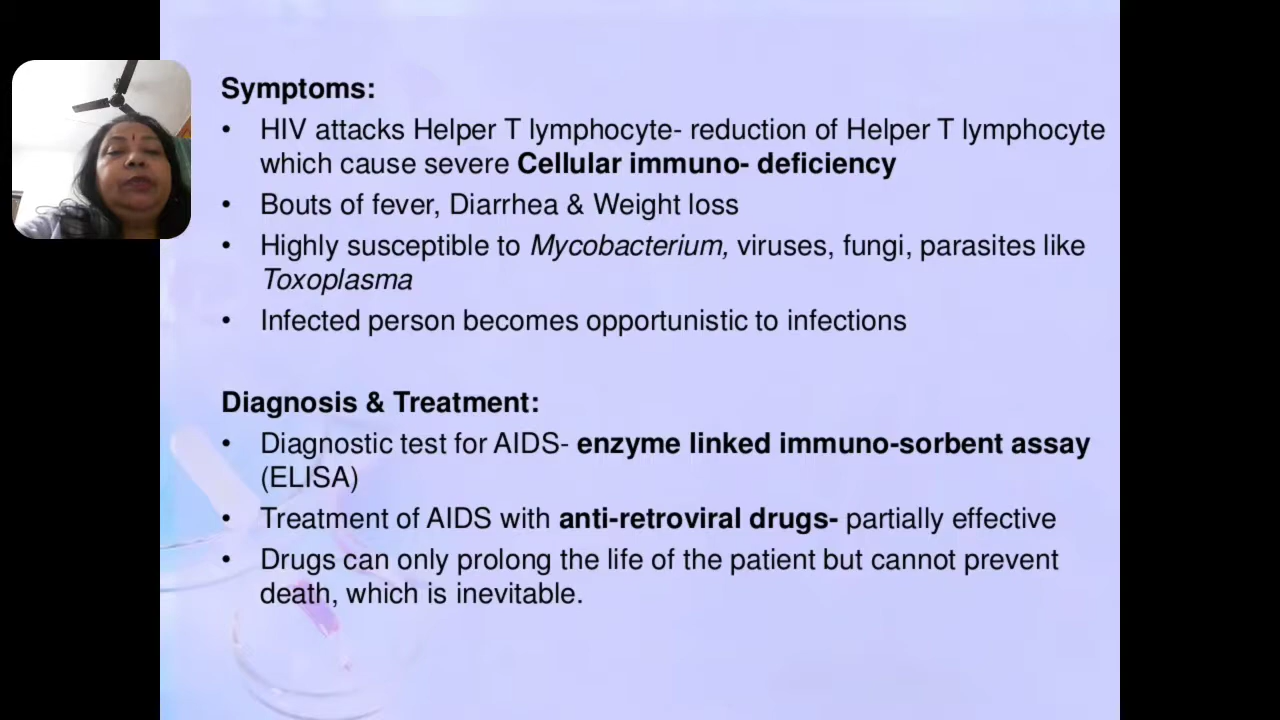 Symptoms:
• HIV attacks Helper T lymphocyte- reduction of Helper T lymphocyte
which cause severe Cellular immuno- deficiency
• Bouts of fever, Diarrhea & Weight loss
• Highly susceptible to Mycobacterium, viruses, fungi, parasites like
Toxoplasma
• Infected person becomes opportunistic to infections
Diagnosis & Treatment:
• Diagnostic test for AIDS- enzyme linked immuno-sorbent assay
(ELISA)
• Treatment of AIDS with anti-retroviral drugs- partially effective
• Drugs can only prolong the life of the patient but cannot prevent
death, which is inevitable.